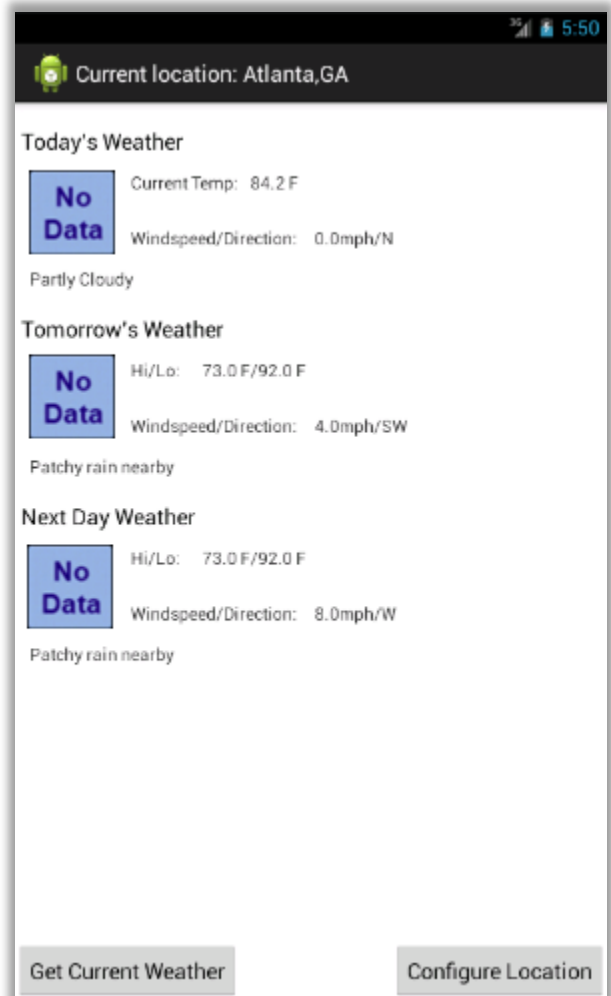 3G 5:50
Current location: Atlanta,GA
Today's Weather
No
Data
Current Temp: 84.2 F
Windspeed/Direction: 0.0mph/N
Partly Cloudy
Tomorrow's Weather
No
Data
Hi/Lo: 73.0 F/92.0 F
Windspeed/Direction: 4.0mph/SW
Patchy rain nearby
Next Day Weather
No
Data
Hi/Lo: 73.0 F/92.0 F
Windspeed/Direction: 8.0mph/W
Patchy rain nearby
Get Current Weather Configure Location